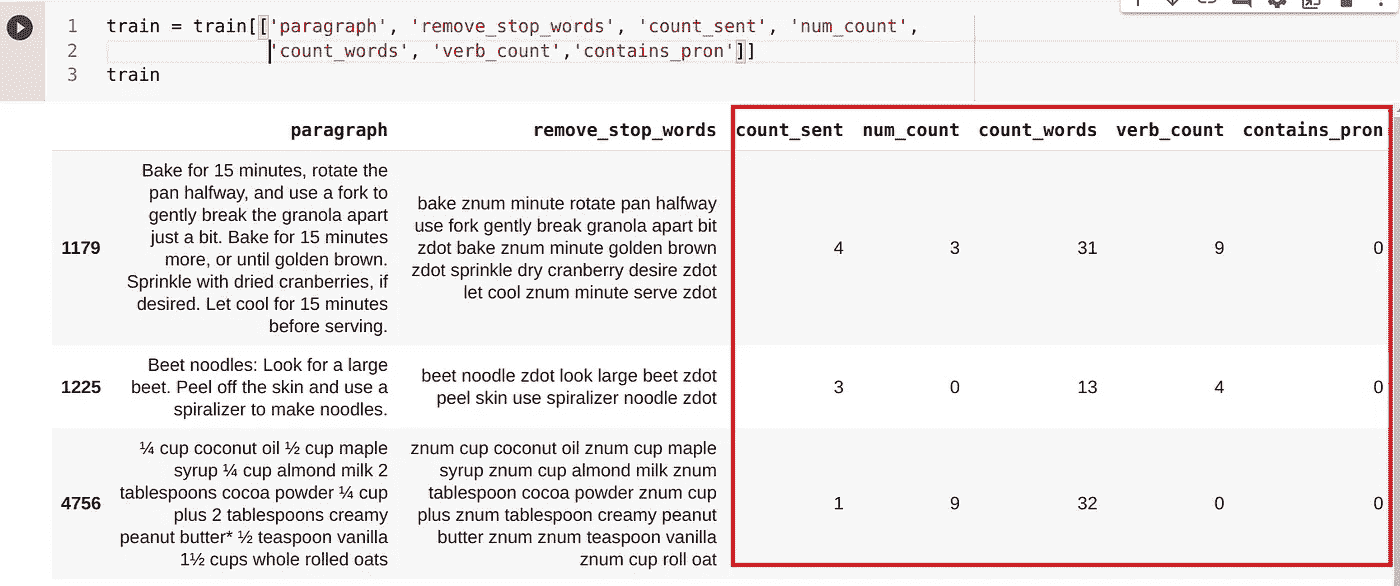 1 train = train[['paragraph', 'remove_stop_words', 'count_sent', 'num_count',
2 'count_words', 'verb_count','contains_pron']]
3 train
paragraph remove_stop_words count_sent num_count count_words verb_count contains_pron
1179
Bake for 15 minutes, rotate the
pan halfway, and use a fork to
gently break the granola apart
just a bit. Bake for 15 minutes
more, or until golden brown.
Sprinkle with dried cranberries, if
desired. Let cool for 15 minutes
before serving.
bake znum minute rotate pan halfway
use fork gently break granola apart bit
zdot bake znum minute golden brown
zdot sprinkle dry cranberry desire zdot
let cool znum minute serve zdot
4 3 31 9 0
1225
Beet noodles: Look for a large
beet. Peel off the skin and use a
spiralizer to make noodles.
beet noodle zdot look large beet zdot
peel skin use spiralizer noodle zdot
3 0 13 4 0
4756
¼ cup coconut oil ½ cup maple
syrup ¼ cup almond milk 2
tablespoons cocoa powder ¼ cup
plus 2 tablespoons creamy
peanut butter* ½ teaspoon vanilla
1½ cups whole rolled oats
znum cup coconut oil znum cup maple
syrup znum cup almond milk znum
tablespoon cocoa powder znum cup
plus znum tablespoon creamy peanut
butter znum znum teaspoon vanilla
znum cup roll oat
1 9 32 0 0